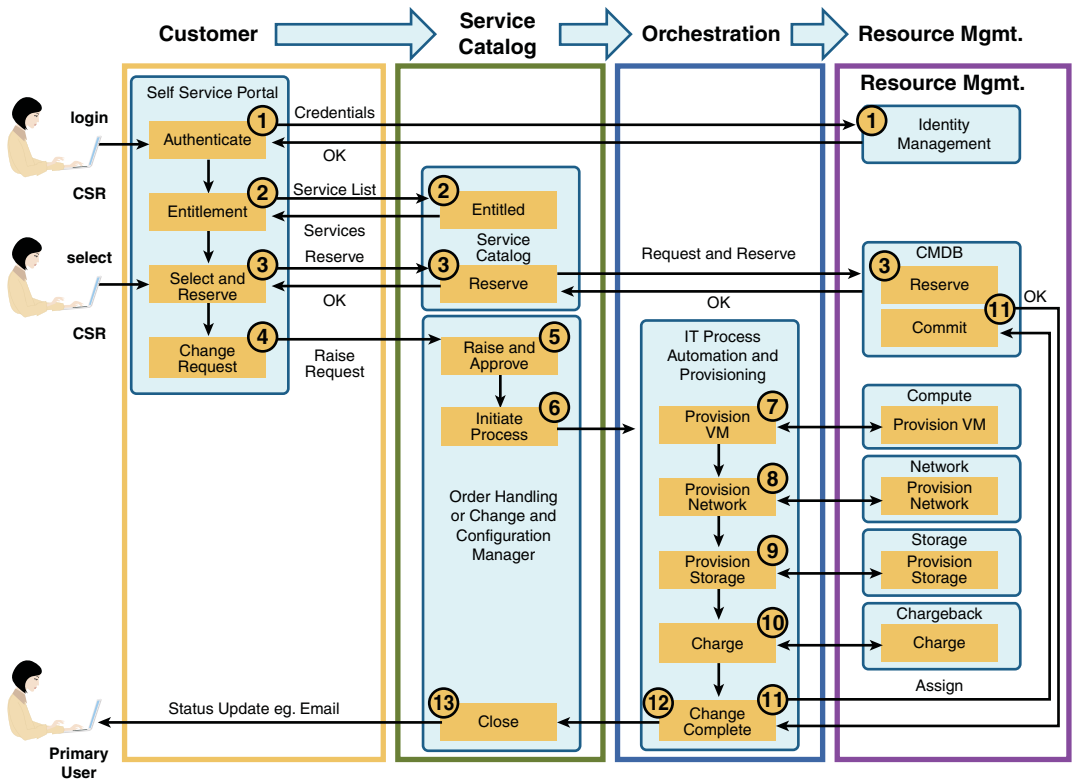 Customer
Service
Catalog
Orchestration
Resource Mgmt.
Resource Mgmt.
Self Service Portal
login
CSR
1
Authenticate
Credentials
OK
1
Identity
Management
2
Entitlement
Service List
Services
2
Entitled
Service
Catalog
select
CSR
3
Select and
Reserve
Reserve
OK
3
Reserve
Request and Reserve
OK
CMDB
3
Reserve
11
Commit
OK
4
Change
Request
Raise
Request
5
Raise and
Approve
6
Initiate
Process
Order Handling
or Change and
Configuration
Manager
IT Process
Automation and
Provisioning
7
Provision
VM
Compute
Provision VM
8
Provision
Network
Network
Provision
Network
9
Provision
Storage
Storage
Provision
Storage
10
Charge
Chargeback
Charge
Assign
11
12
Change
Complete
13
Close
Status Update eg. Email
Primary
User